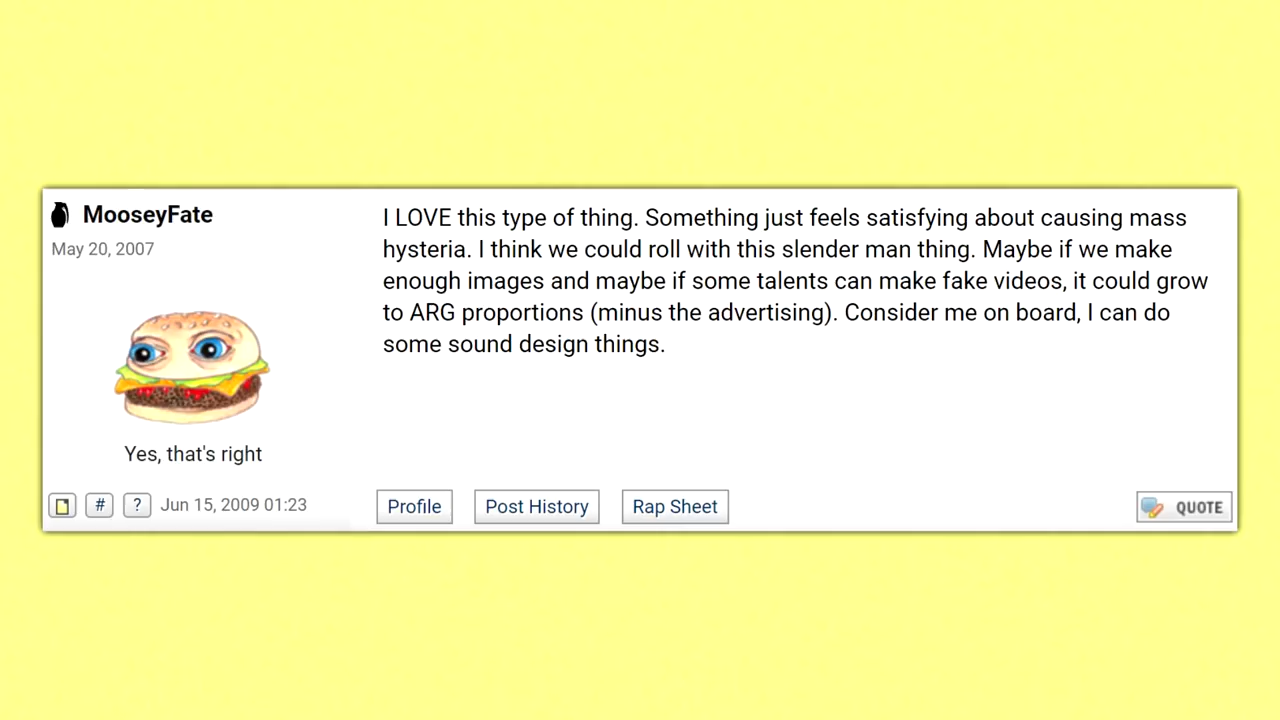 MooseyFate
May 20, 2007
Yes, that's right
I LOVE this type of thing. Something just feels satisfying about causing mass
hysteria. I think we could roll with this slender man thing. Maybe if we make
enough images and maybe if some talents can make fake videos, it could grow
to ARG proportions (minus the advertising). Consider me on board, I can do
some sound design things.
# ? Jun 15, 2009 01:23
Profile Post History Rap Sheet QUOTE